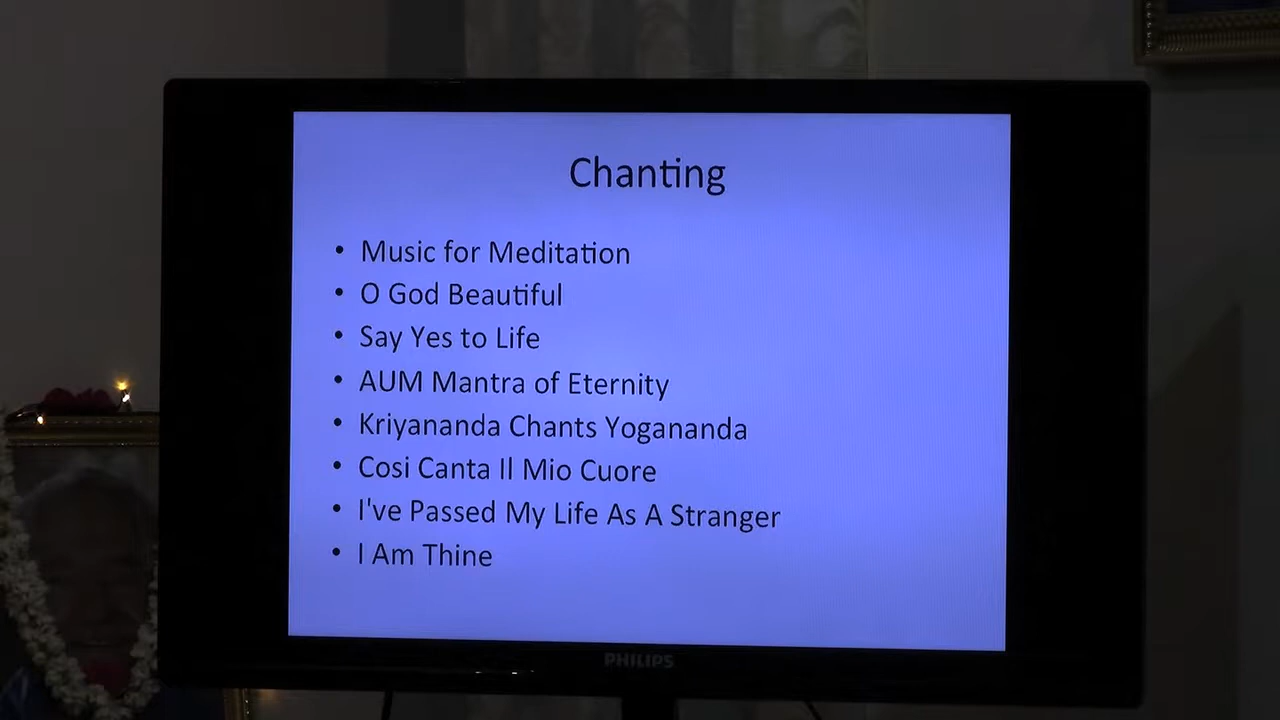 Chanting
• Music for Meditation
• O God Beautiful
• Say Yes to Life
• AUM Mantra of Eternity
• Kriyananda Chants Yogananda
• Cosi Canta Il Mio Cuore
• I've Passed My Life As A Stranger
• I Am Thine
PHILIPS